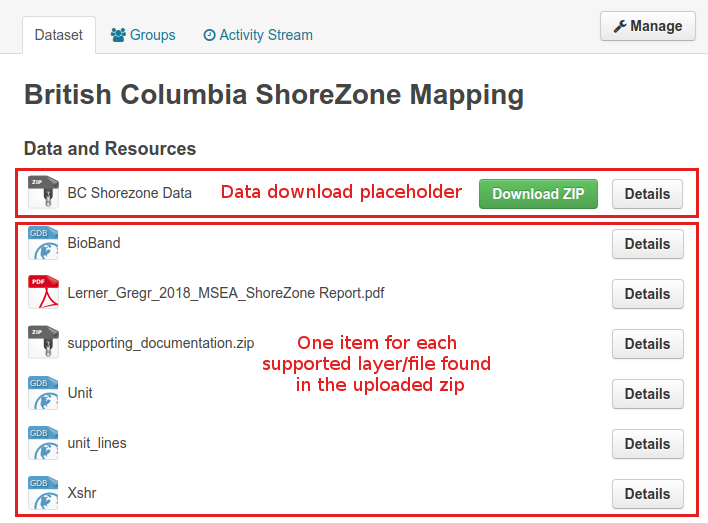 Dataset Groups Activity Stream Manage
British Columbia ShoreZone Mapping
Data and Resources
ZIP BC Shorezone Data Data download placeholder Download ZIP Details
GDB BioBand Details
PDF Lerner_Gregr_2018_MSEA_ShoreZone Report.pdf Details
ZIP supporting_documentation.zip Details
One item for each
supported layer/file found
in the uploaded zip
GDB Unit Details
GDB unit_lines Details
GDB Xshr Details